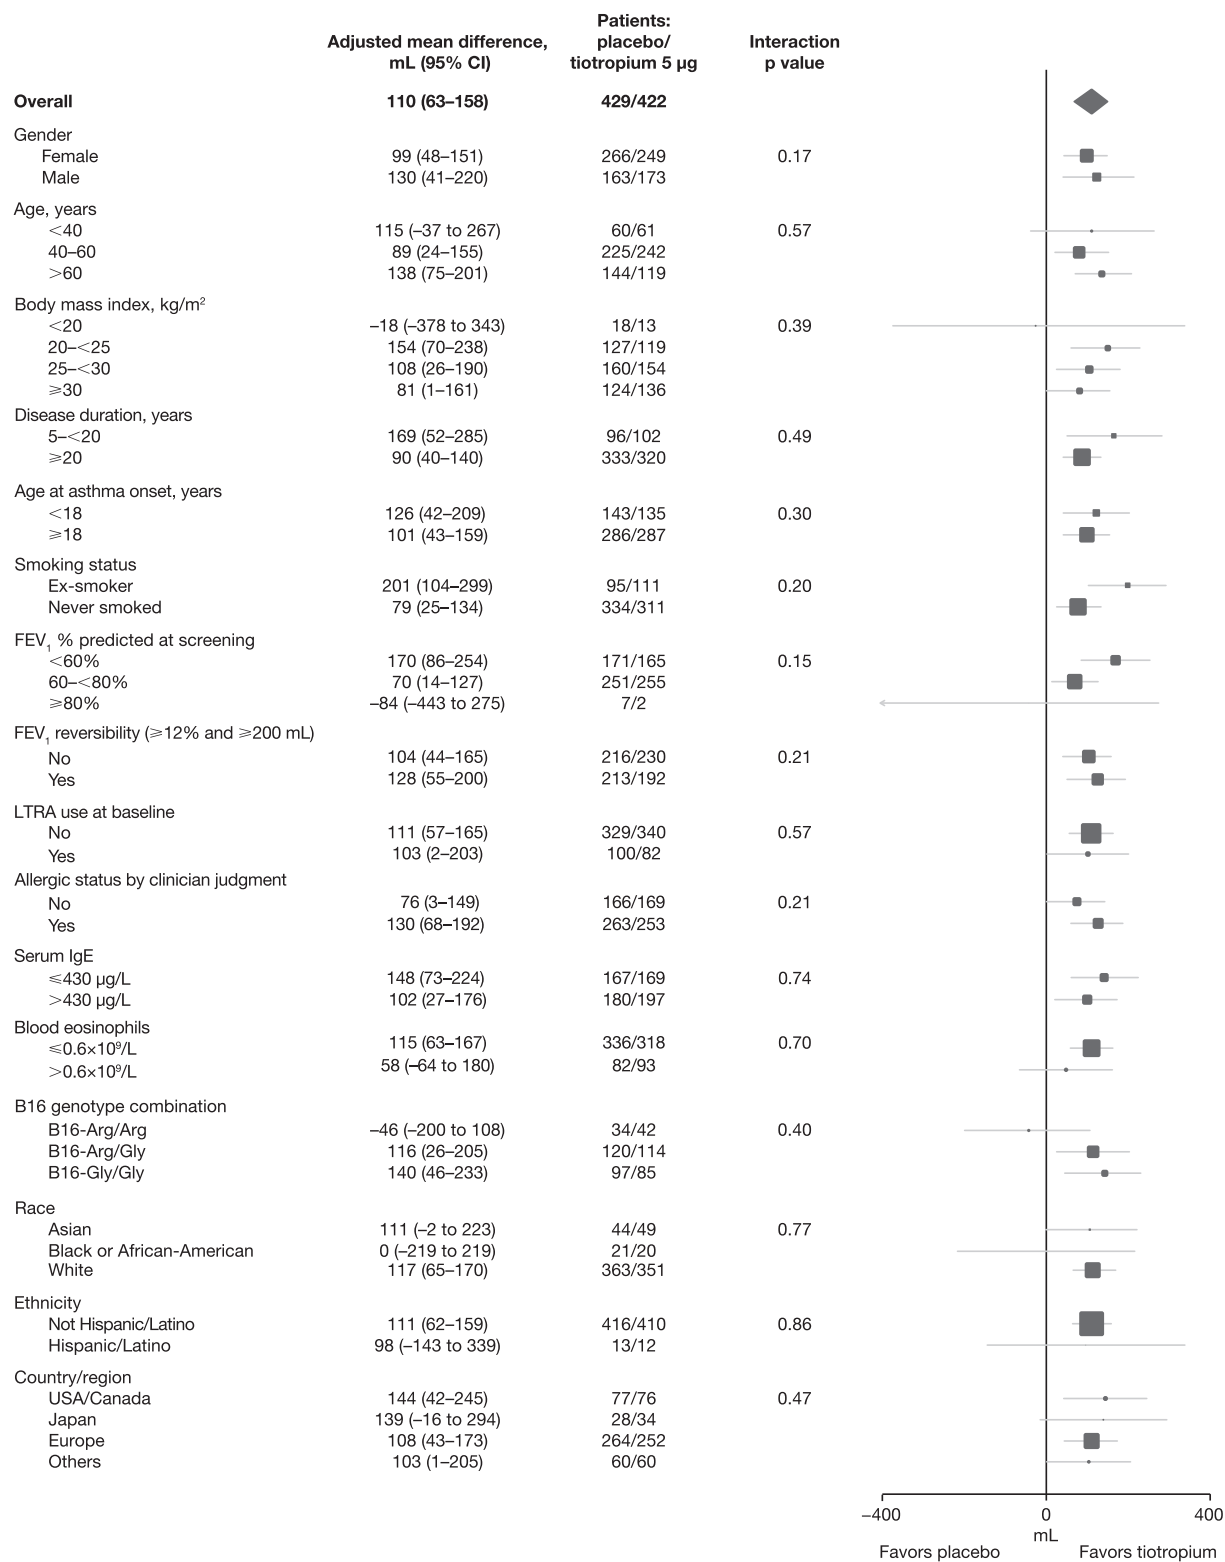 Adjusted mean difference, mL (95% CI) Patients: placebo/ tiotropium 5 µg Interaction p value
Overall 110 (63–158) 429/422
Gender
Female 99 (48–151) 266/249 0.17
Male 130 (41–220) 163/173
Age, years
<40 115 (–37 to 267) 60/61 0.57
40–60 89 (24–155) 225/242
>60 138 (75–201) 144/119
Body mass index, kg/m²
<20 –18 (–378 to 343) 18/13 0.39
20–<25 154 (70–238) 127/119
25–<30 108 (26–190) 160/154
⩾30 81 (1–161) 124/136
Disease duration, years
5–<20 169 (52–285) 96/102 0.49
⩾20 90 (40–140) 333/320
Age at asthma onset, years
<18 126 (42–209) 143/135 0.30
⩾18 101 (43–159) 286/287
Smoking status
Ex-smoker 201 (104–299) 95/111 0.20
Never smoked 79 (25–134) 334/311
FEV₁ % predicted at screening
<60% 170 (86–254) 171/165 0.15
60–<80% 70 (14–127) 251/255
⩾80% –84 (–443 to 275) 7/2
FEV₁ reversibility (⩾12% and ⩾200 mL)
No 104 (44–165) 216/230 0.21
Yes 128 (55–200) 213/192
LTRA use at baseline
No 111 (57–165) 329/340 0.57
Yes 103 (2–203) 100/82
Allergic status by clinician judgment
No 76 (3–149) 166/169 0.21
Yes 130 (68–192) 263/253
Serum IgE
⩽430 µg/L 148 (73–224) 167/169 0.74
>430 µg/L 102 (27–176) 180/197
Blood eosinophils
⩽0.6×10⁹/L 115 (63–167) 336/318 0.70
>0.6×10⁹/L 58 (–64 to 180) 82/93
B16 genotype combination
B16-Arg/Arg –46 (–200 to 108) 34/42 0.40
B16-Arg/Gly 116 (26–205) 120/114
B16-Gly/Gly 140 (46–233) 97/85
Race
Asian 111 (–2 to 223) 44/49 0.77
Black or African-American 0 (–219 to 219) 21/20
White 117 (65–170) 363/351
Ethnicity
Not Hispanic/Latino 111 (62–159) 416/410 0.86
Hispanic/Latino 98 (–143 to 339) 13/12
Country/region
USA/Canada 144 (42–245) 77/76 0.47
Japan 139 (–16 to 294) 28/34
Europe 108 (43–173) 264/252
Others 103 (1–205) 60/60
–400 0 400
mL
Favors placebo Favors tiotropium